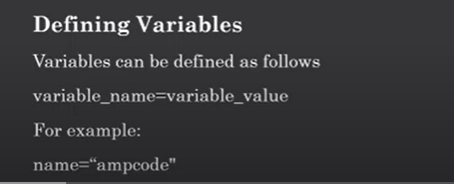 Defining Variables
Variables can be defined as follows
variable_name=variable_value
For example:
name=“ampcode"